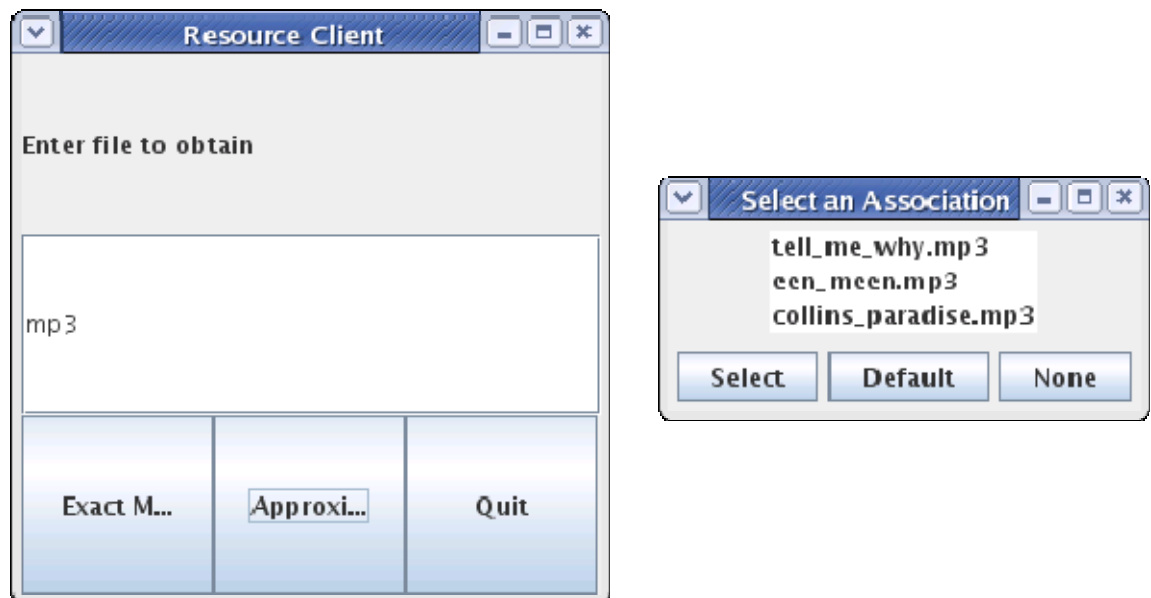 Resource Client
Enter file to obtain
mp3
Exact M...
Approxi...
Quit
Select an Association
tell_me_why.mp3
een_meen.mp3
collins_paradise.mp3
Select
Default
None